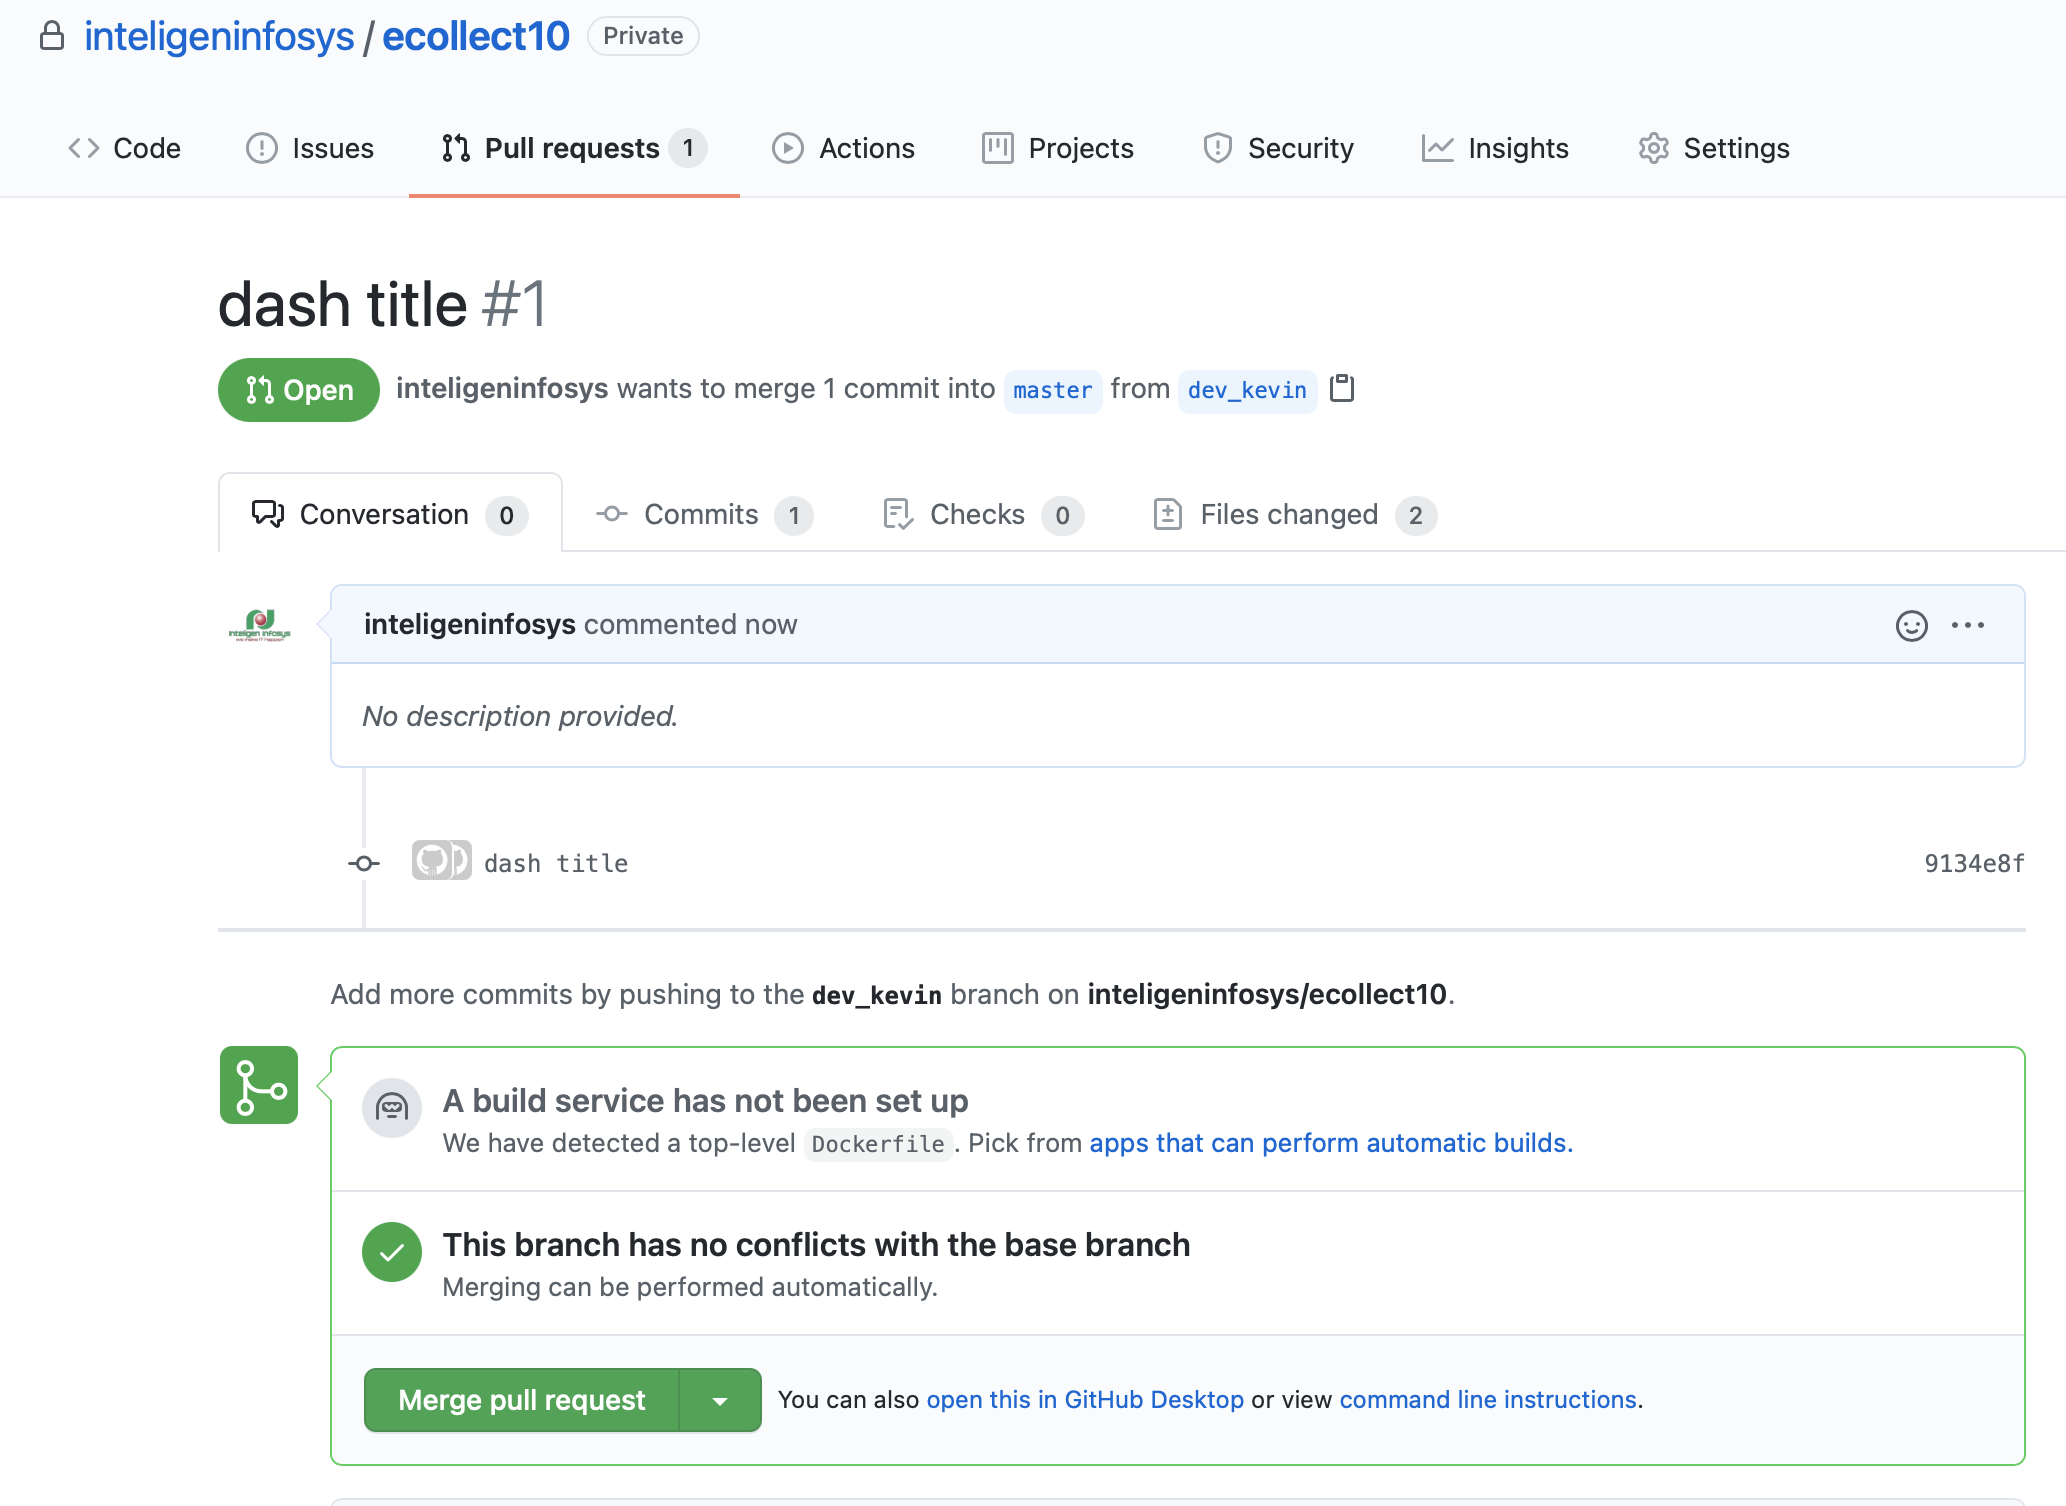 inteligeninfosys / ecollect10 Private
Code Issues Pull requests 1 Actions Projects Security Insights Settings
dash title #1
Open inteligeninfosys wants to merge 1 commit into master from dev_kevin
Conversation 0 Commits 1 Checks 0 Files changed 2
inteligen infosys
inteligeninfosys commented now
No description provided.
dash title 9134e8f
Add more commits by pushing to the dev_kevin branch on inteligeninfosys/ecollect10.
A build service has not been set up
We have detected a top-level Dockerfile. Pick from apps that can perform automatic builds.
This branch has no conflicts with the base branch
Merging can be performed automatically.
Merge pull request You can also open this in GitHub Desktop or view command line instructions.